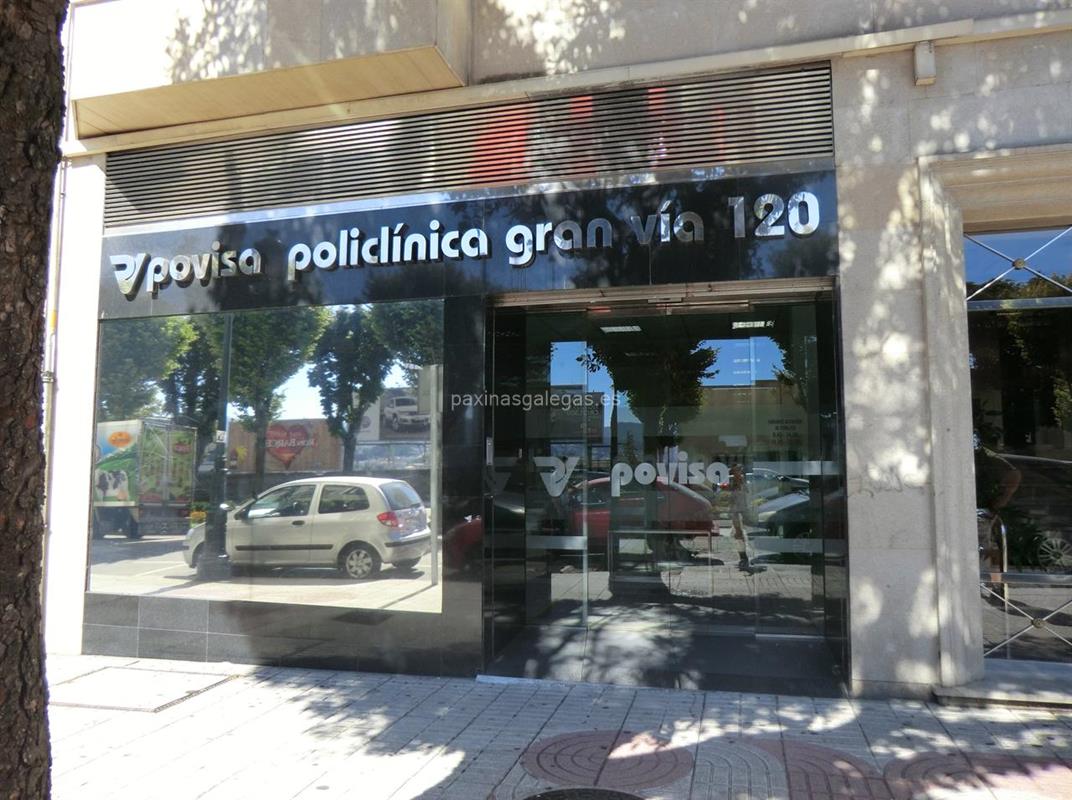 povisa policlínica gran vía 120
paxinasgalegas.es
povisa